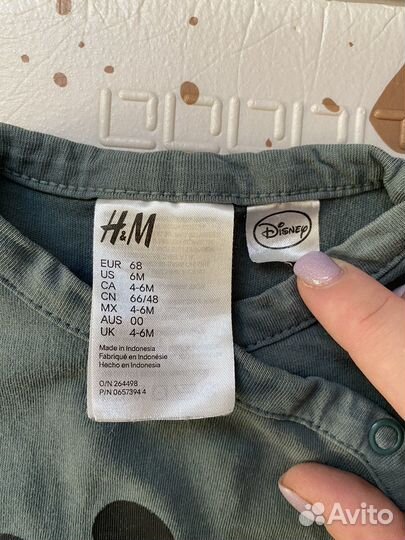 H&M
Disney
EUR 68
US 6M
CA 4-6M
CN 66/48
MX 4-6M
AUS 00
UK 4-6M
Made in Indonesia
Fabriqué en Indonésie
Hecho en Indonesia
O/N 264498
P/N 0657394 4
Avito